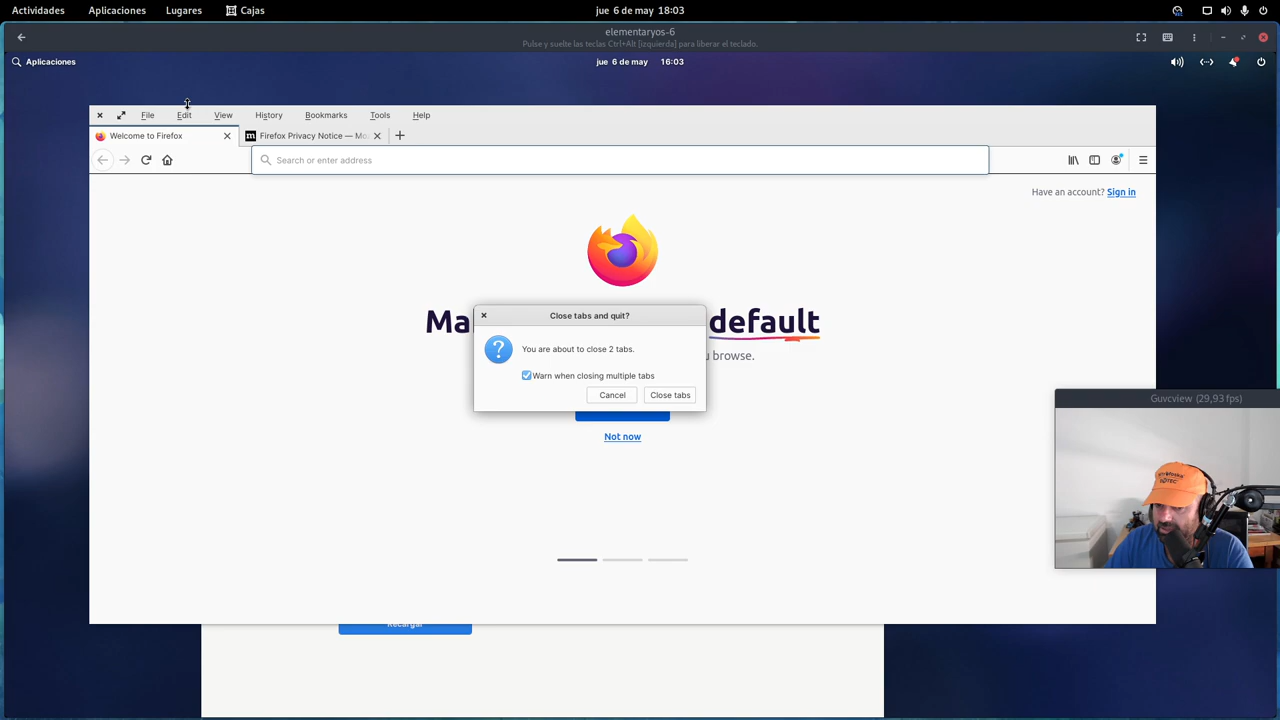 Actividades Aplicaciones Lugares Cajas jue 6 de may 18:03
elementaryos-6
Pulse y suelte las teclas Ctrl+Alt [izquierda] para liberar el teclado.
Aplicaciones jue 6 de may 16:03
File Edit View History Bookmarks Tools Help
Welcome to Firefox Firefox Privacy Notice — Mo
Search or enter address
Have an account? Sign in
Ma default
Close tabs and quit?
You are about to close 2 tabs.
u browse.
Warn when closing multiple tabs
Cancel Close tabs
Not now
Guvcview (29,93 fps)
Recargar